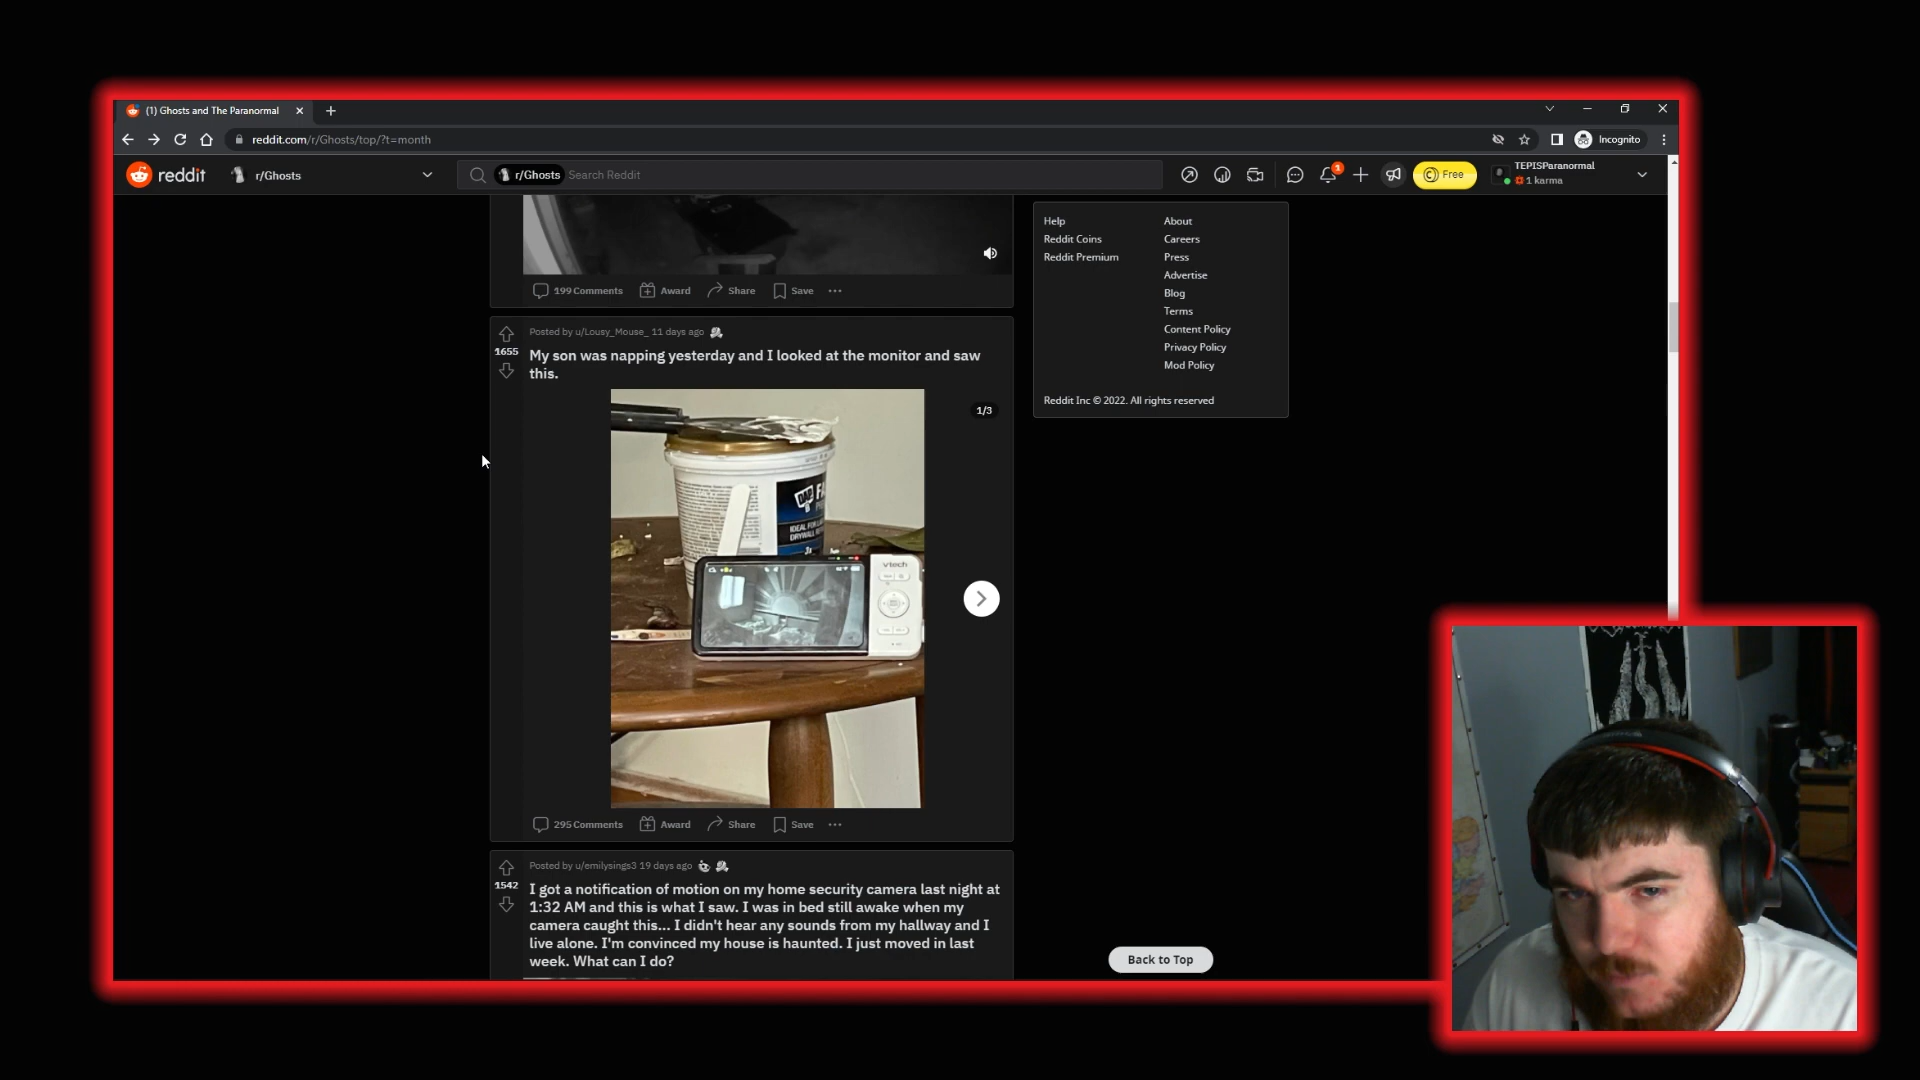 (1) Ghosts and The Paranormal
reddit.com/r/Ghosts/top/?t=month
Incognito
reddit
r/Ghosts
r/Ghosts Search Reddit
1
Free
TEPISParanormal
1 karma
199 Comments Award Share Save
Help
Reddit Coins
Reddit Premium
About
Careers
Press
Advertise
Blog
Terms
Content Policy
Privacy Policy
Mod Policy
Reddit Inc © 2022. All rights reserved
Posted by u/Lousy_Mouse_ 11 days ago
1655
My son was napping yesterday and I looked at the monitor and saw
this.
1/3
DAP
IDEAL FOR
DRYWALL
vtech
295 Comments Award Share Save
Posted by u/emilysings3 19 days ago
1542
I got a notification of motion on my home security camera last night at
1:32 AM and this is what I saw. I was in bed still awake when my
camera caught this... I didn't hear any sounds from my hallway and I
live alone. I'm convinced my house is haunted. I just moved in last
week. What can I do?
Back to Top